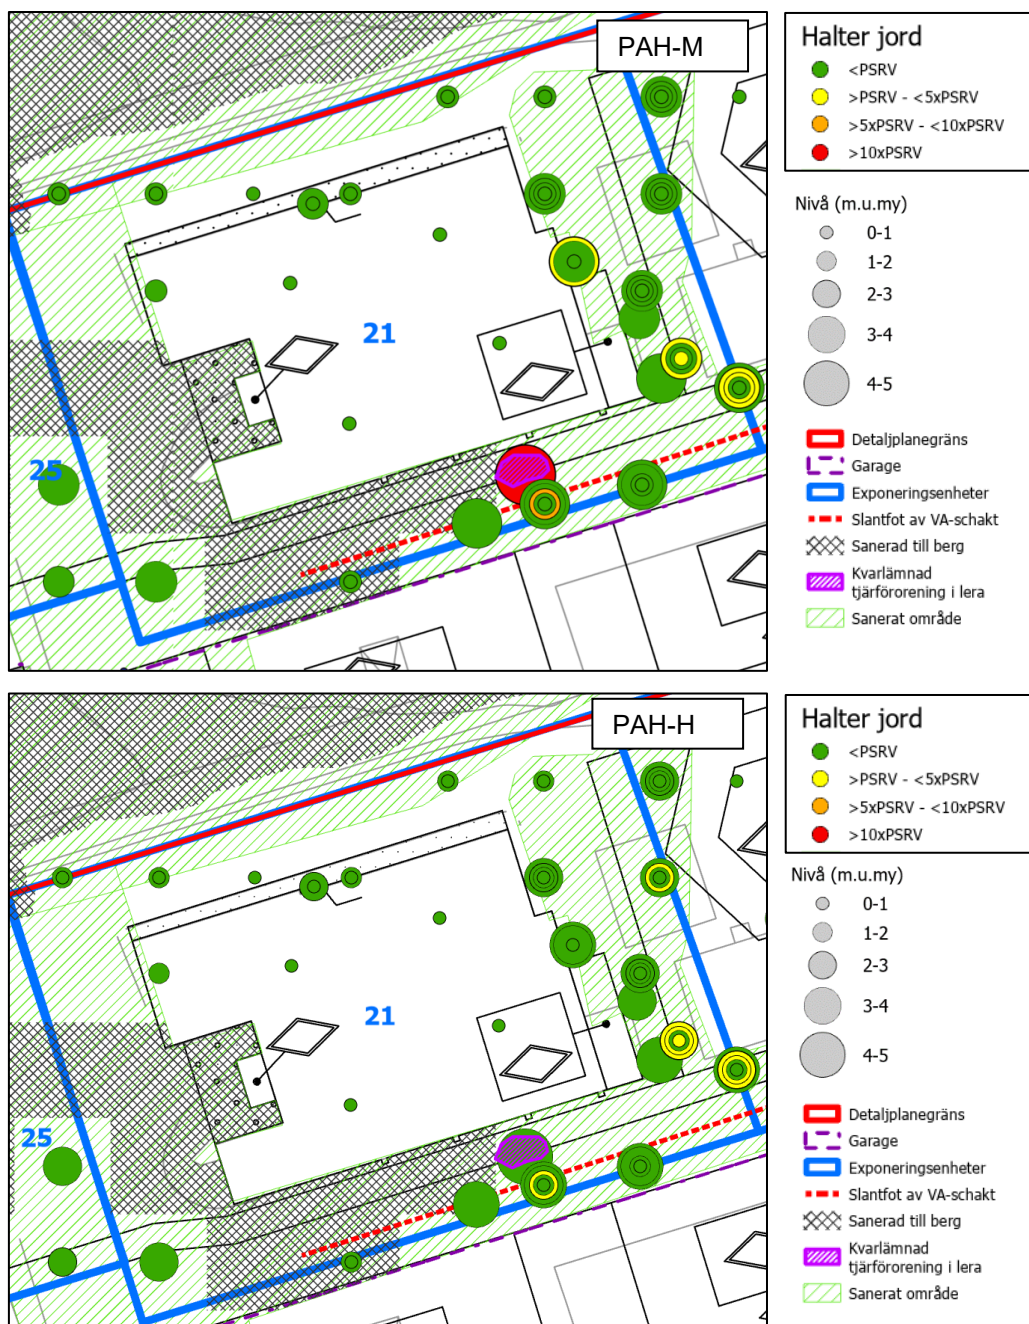 PAH-M
21
25
Halter jord
<PSRV
>PSRV - <5xPSRV
>5xPSRV - <10xPSRV
>10xPSRV
Nivå (m.u.my)
0-1
1-2
2-3
3-4
4-5
Detaljplanegräns
Garage
Exponeringsenheter
Slantfot av VA-schakt
Sanerad till berg
Kvarlämnad
tjärförorening i lera
Sanerat område
PAH-H
21
25
Halter jord
<PSRV
>PSRV - <5xPSRV
>5xPSRV - <10xPSRV
>10xPSRV
Nivå (m.u.my)
0-1
1-2
2-3
3-4
4-5
Detaljplanegräns
Garage
Exponeringsenheter
Slantfot av VA-schakt
Sanerad till berg
Kvarlämnad
tjärförorening i lera
Sanerat område